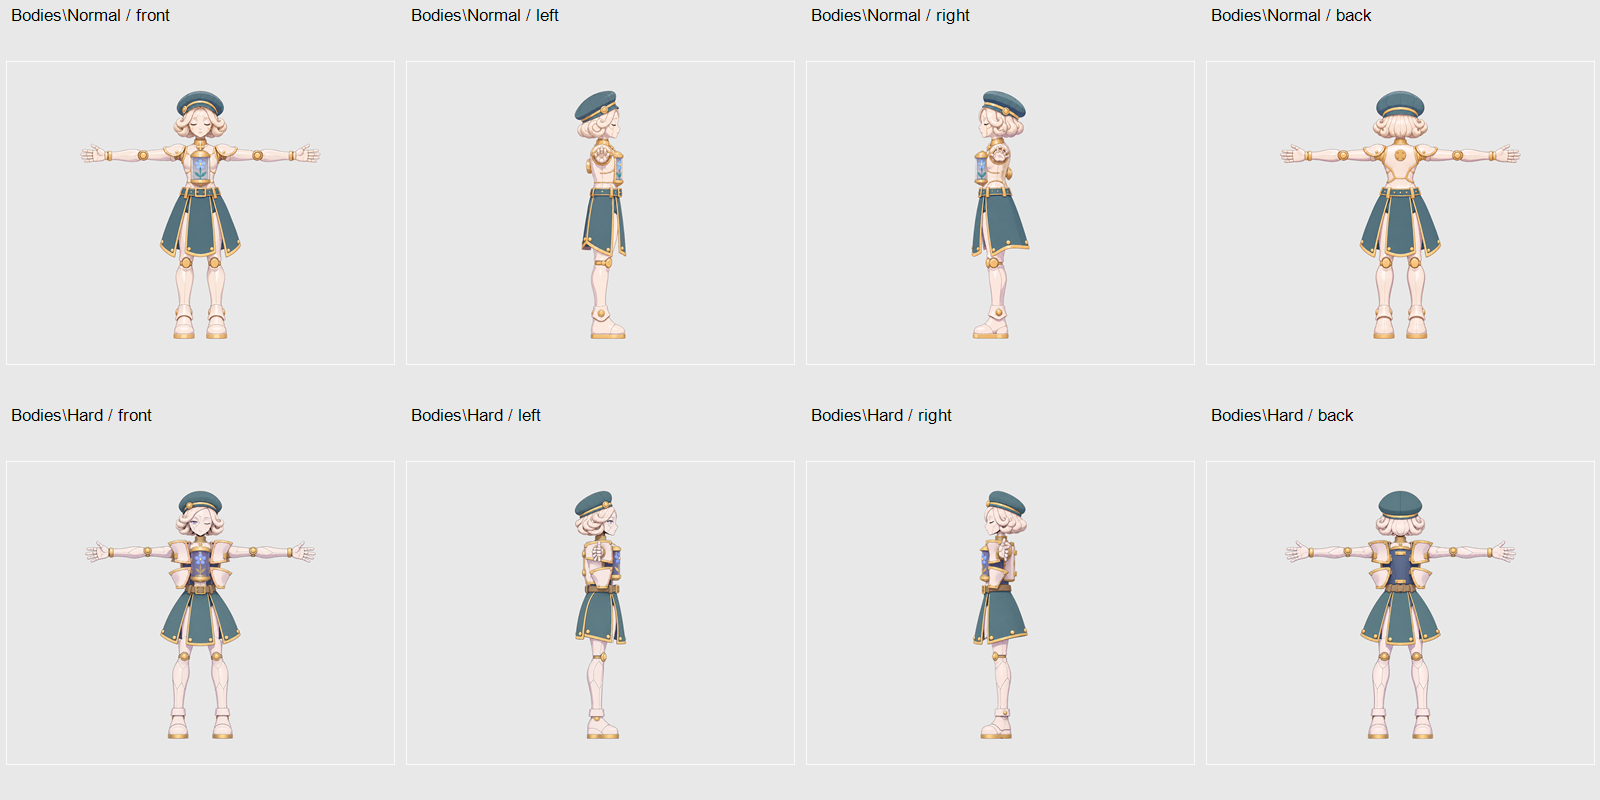 Bodies\Normal / front
Bodies\Normal / left
Bodies\Normal / right
Bodies\Normal / back
Bodies\Hard / front
Bodies\Hard / left
Bodies\Hard / right
Bodies\Hard / back